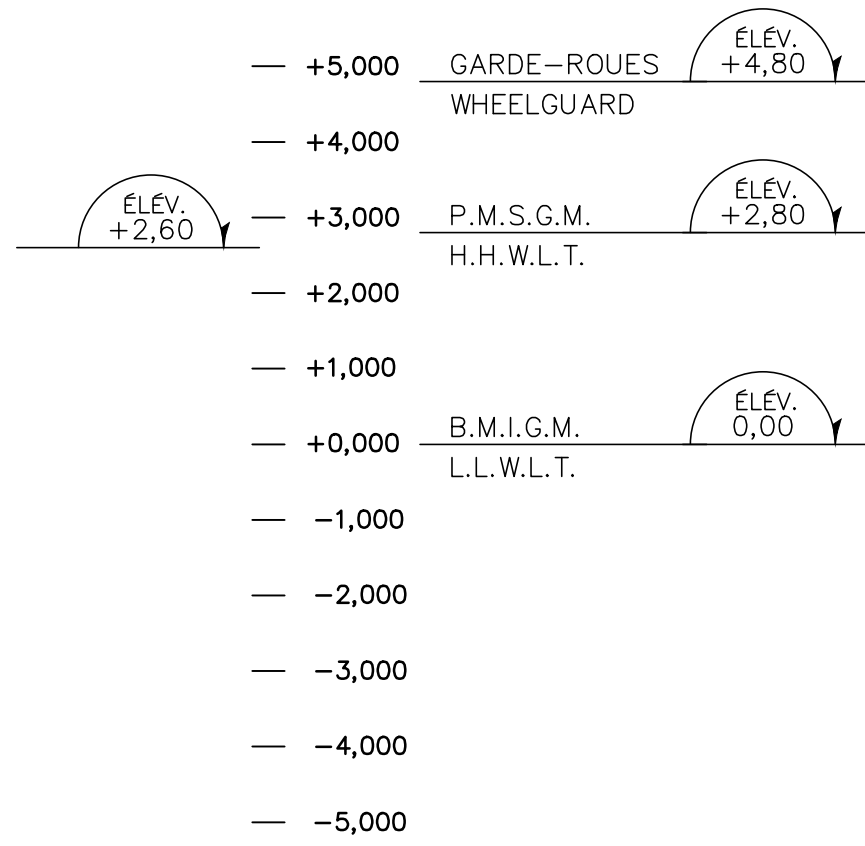 ÉLÉV.
+4,80
+5,000
GARDE-ROUES
WHEELGUARD
+4,000
ÉLÉV.
+2,60
+3,000
P.M.S.G.M.
H.H.W.L.T.
ÉLÉV.
+2,80
+2,000
+1,000
ÉLÉV.
0,00
+0,000
B.M.I.G.M.
L.L.W.L.T.
-1,000
-2,000
-3,000
-4,000
-5,000